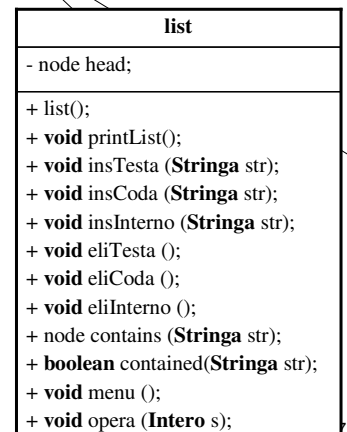 list
- node head;
+ list();
+ void printList();
+ void insTesta (Stringa str);
+ void insCoda (Stringa str);
+ void insInterno (Stringa str);
+ void eliTesta ();
+ void eliCoda ();
+ void eliInterno ();
+ node contains (Stringa str);
+ boolean contained(Stringa str);
+ void menu ();
+ void opera (Intero s);